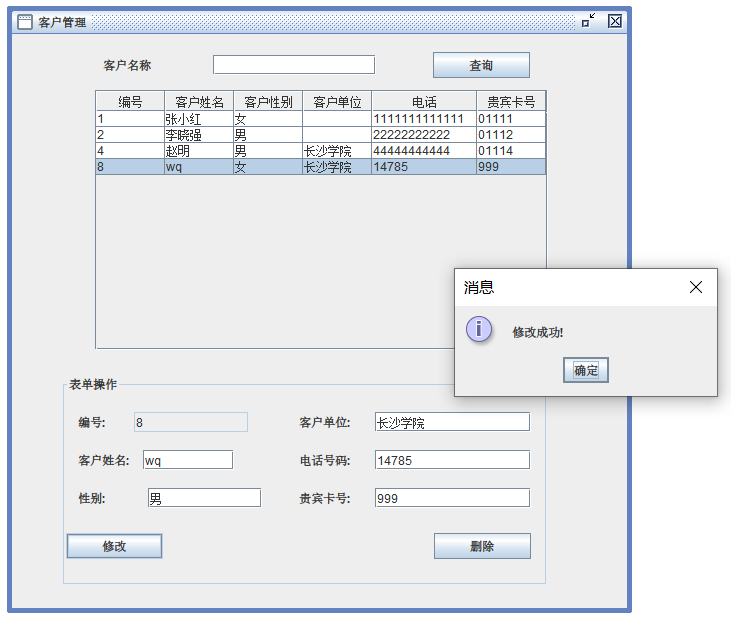 客户管理
客户名称 查询
编号 客户姓名 客户性别 客户单位 电话 贵宾卡号
1 张小红 女 1111111111111 01111
2 李晓强 男 22222222222 01112
4 赵明 男 长沙学院 44444444444 01114
8 wq 女 长沙学院 14785 999
消息
修改成功!
确定
表单操作
编号: 8 客户单位: 长沙学院
客户姓名: wq 电话号码: 14785
性别: 男 贵宾卡号: 999
修改 删除